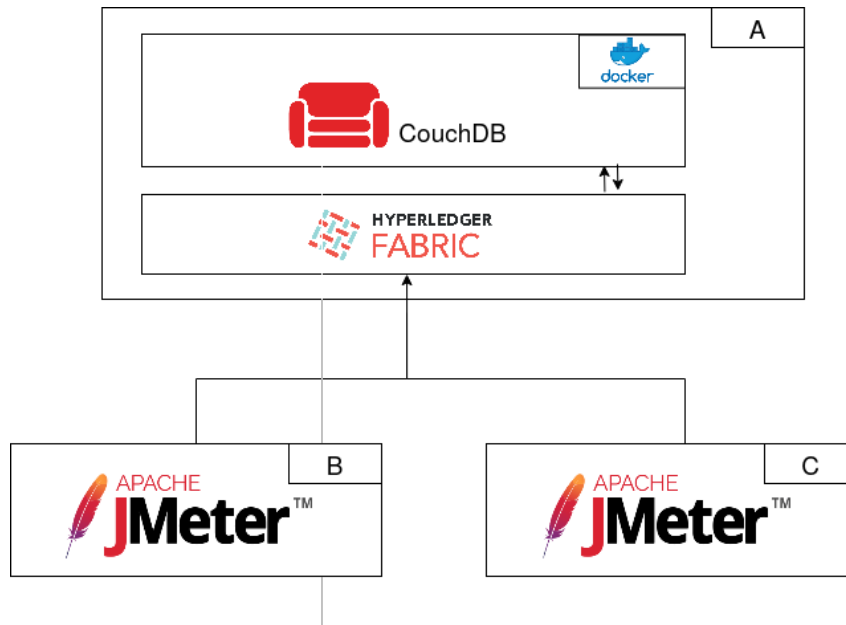 A
docker
CouchDB
HYPERLEDGER
FABRIC
B
APACHE
JMeter™
C
APACHE
JMeter™